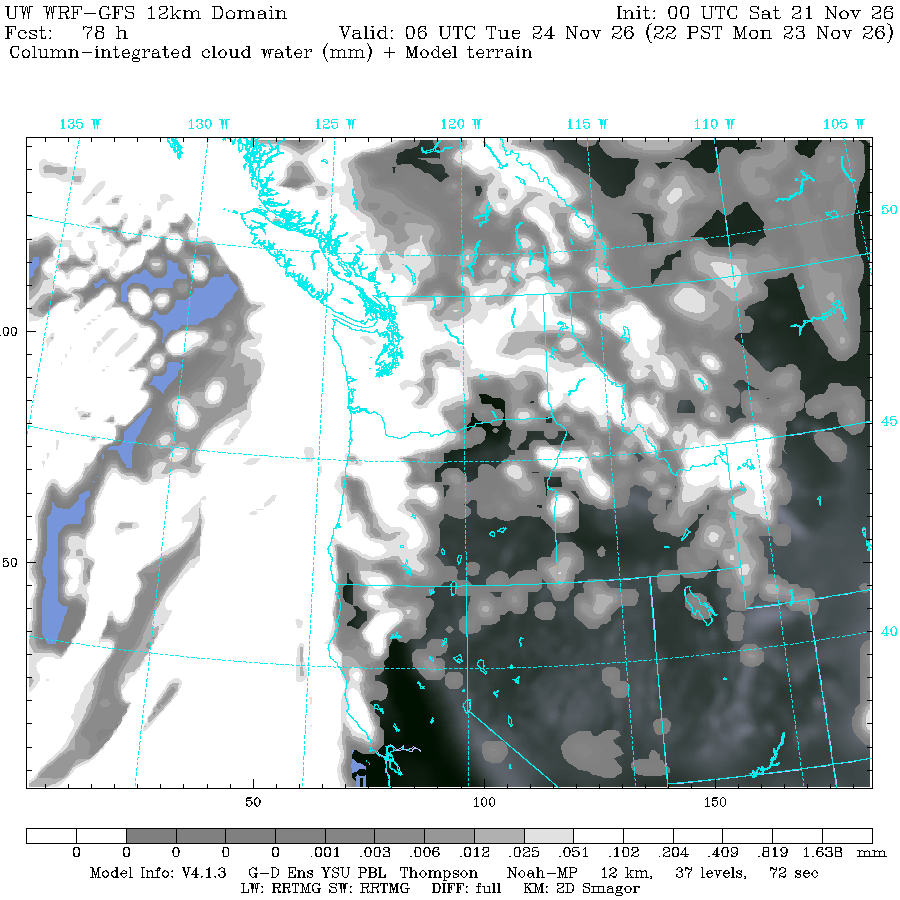 UW WRF-GFS 12km Domain Init: 00 UTC Sat 21 Nov 26
Fcst: 78 h Valid: 06 UTC Tue 24 Nov 26 (22 PST Mon 23 Nov 26)
Column-integrated cloud water (mm) + Model terrain
135 W 130 W 125 W 120 W 115 W 110 W 105 W
50
100
45
50
40
50 100 150
0 0 0 0 .001 .003 .006 .012 .025 .051 .102 .204 .409 .819 1.638 mm
Model Info: V4.1.3 G-D Ens YSU PBL Thompson Noah-MP 12 km, 37 levels, 72 sec
LW: RRTMG SW: RRTMG DIFF: full KM: 2D Smagor